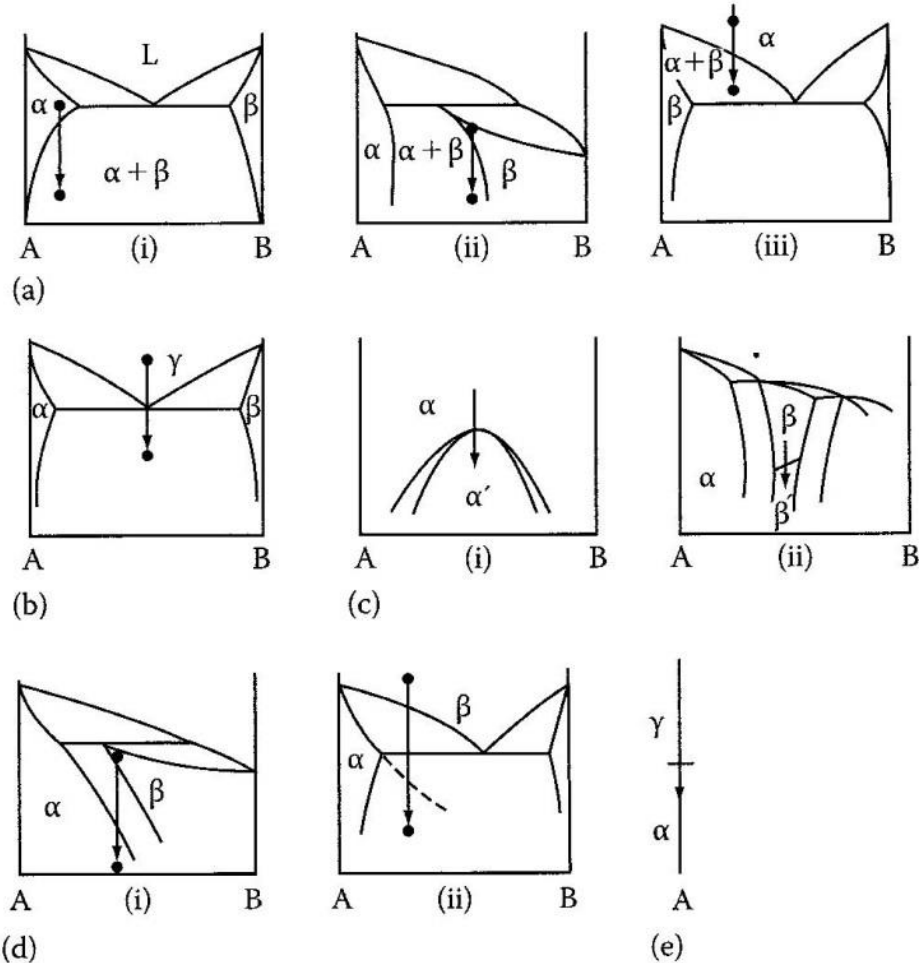 L
α
β
α + β
A (i) B
α
α + β
β
A (ii) B
α
α + β
β
A (iii) B
(a)
γ
α
β
A B
(b)
α
α´
A (i) B
β
α
β´
A (ii) B
(c)
α
β
A (i) B
β
α
A (ii) B
(d)
γ
α
A
(e)